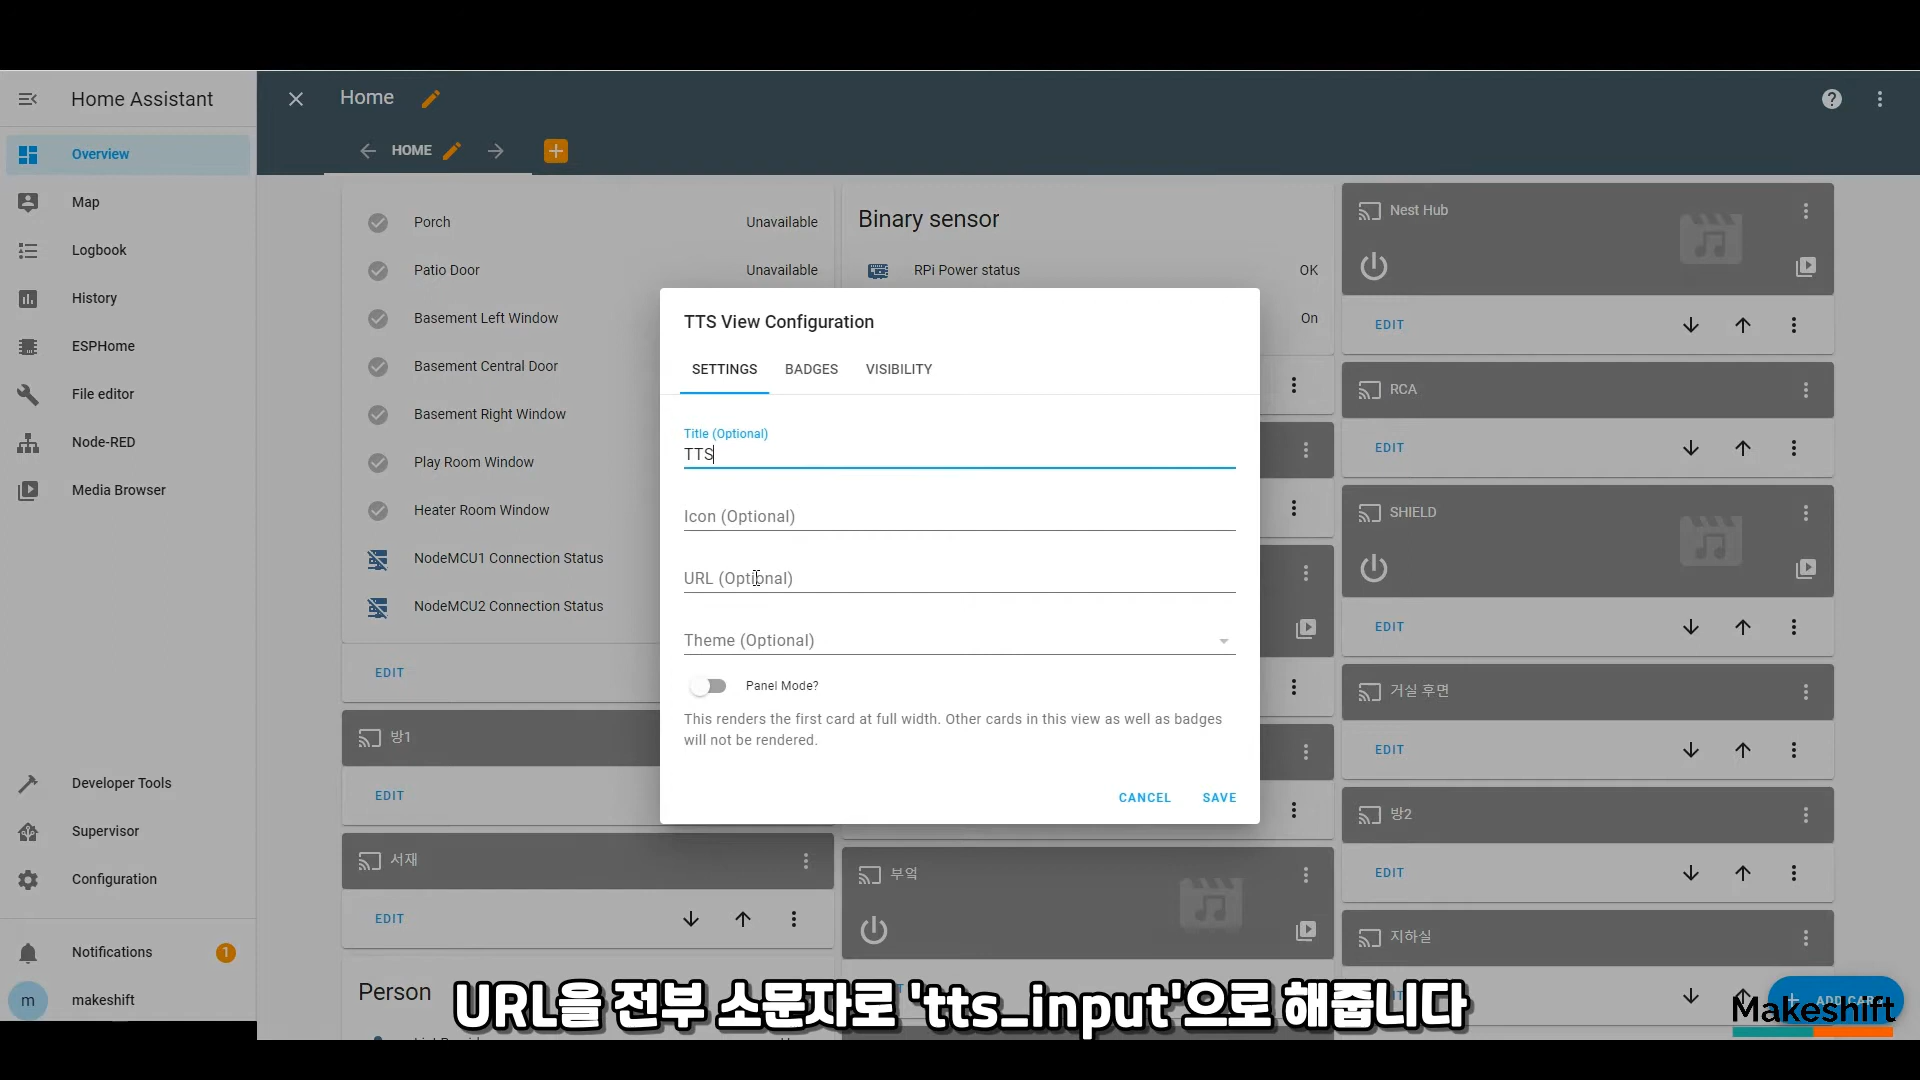 Home Assistant
Overview
Map
Logbook
History
ESPHome
File editor
Node-RED
Media Browser
Developer Tools
Supervisor
Configuration
Notifications
1
m
makeshift
Home
HOME
Porch
Unavailable
Patio Door
Unavailable
Basement Left Window
Basement Central Door
Basement Right Window
Play Room Window
Heater Room Window
NodeMCU1 Connection Status
NodeMCU2 Connection Status
EDIT
방1
EDIT
서재
EDIT
Person
Binary sensor
RPi Power status
OK
On
TTS View Configuration
SETTINGS
BADGES
VISIBILITY
Title (Optional)
TTS
Icon (Optional)
URL (Optional)
Theme (Optional)
Panel Mode?
This renders the first card at full width. Other cards in this view as well as badges
will not be rendered.
CANCEL
SAVE
부엌
Nest Hub
EDIT
RCA
EDIT
SHIELD
EDIT
거실 후면
EDIT
방2
EDIT
지하실
URL을 전부 소문자로 'tts_input'으로 해줍니다
Makeshift